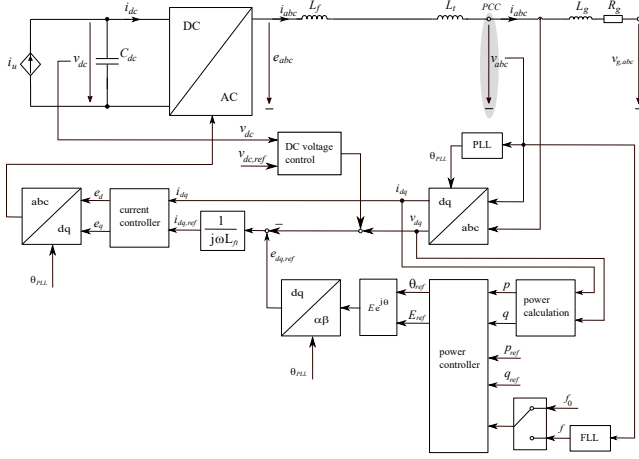 i_dc
DC
AC
i_abc
L_f
L_t
PCC
i_abc
L_g
R_g
i_u
v_dc
C_dc
e_abc
v_abc
v_g,abc
v_dc
v_dc,ref
DC voltage
control
θ_PLL
PLL
abc
dq
e_d
e_q
current
controller
i_dq
i_dq,ref
1
jωL_ft
−
i_dq
v_dq
dq
abc
θ_PLL
e_dq,ref
dq
αβ
E e^jθ
θ_ref
E_ref
power
controller
p
q
power
calculation
p_ref
q_ref
θ_PLL
f_0
f
FLL